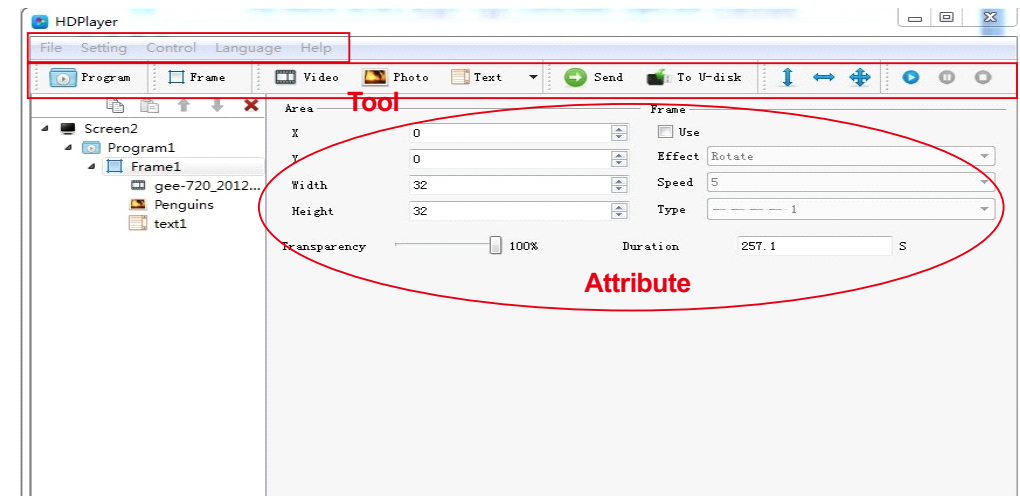 HDPlayer
File Setting Control Language Help
Program Frame Video Photo Text Send To U-disk
Tool
Screen2
Program1
Frame1
gee-720_2012...
Penguins
text1
Area
X 0
Y 0
Width 32
Height 32
Transparency 100%
Frame
Use
Effect Rotate
Speed 5
Type 1
Duration 257.1 S
Attribute